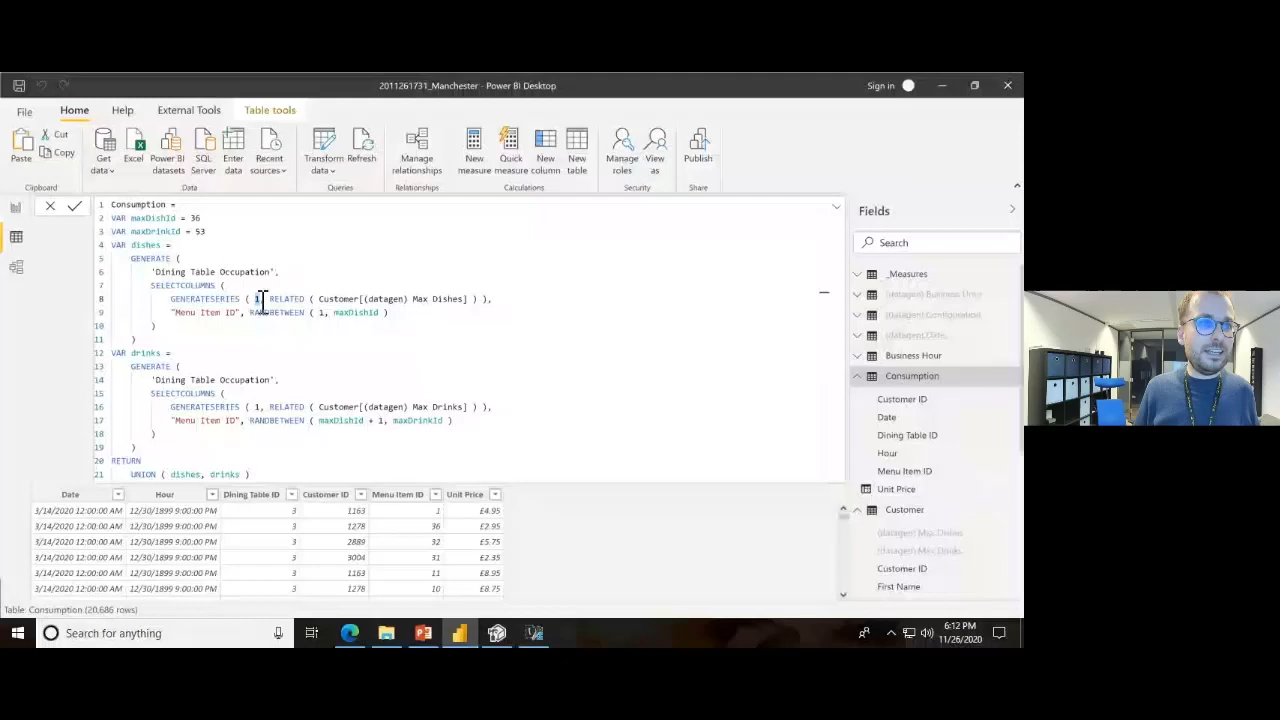 2011261731_Manchester - Power BI Desktop
Sign in
File
Home
Help
External Tools
Table tools
Paste
Cut
Copy
Get data
Excel
Power BI datasets
SQL Server
Enter data
Recent sources
Transform data
Refresh
Manage relationships
New measure
Quick measure
New column
New table
Manage roles
View as
Publish
Clipboard
Data
Queries
Relationships
Calculations
Security
Share
1 Consumption =
2 VAR maxDishId = 36
3 VAR maxDrinkId = 53
4 VAR dishes =
5 GENERATE (
6 'Dining Table Occupation',
7 SELECTCOLUMNS (
8 GENERATESERIES ( 1, RELATED ( Customer[(datagen) Max Dishes] ) ),
9 "Menu Item ID", RANDBETWEEN ( 1, maxDishId )
10 )
11 )
12 VAR drinks =
13 GENERATE (
14 'Dining Table Occupation',
15 SELECTCOLUMNS (
16 GENERATESERIES ( 1, RELATED ( Customer[(datagen) Max Drinks] ) ),
17 "Menu Item ID", RANDBETWEEN ( maxDishId + 1, maxDrinkId )
18 )
19 )
20 RETURN
21 UNION ( dishes, drinks )
Date Hour Dining Table ID Customer ID Menu Item ID Unit Price
3/14/2020 12:00:00 AM 12/30/1899 9:00:00 PM 3 1163 1 £4.95
3/14/2020 12:00:00 AM 12/30/1899 9:00:00 PM 3 1278 36 £2.95
3/14/2020 12:00:00 AM 12/30/1899 9:00:00 PM 3 2889 32 £5.75
3/14/2020 12:00:00 AM 12/30/1899 9:00:00 PM 3 3004 31 £2.35
3/14/2020 12:00:00 AM 12/30/1899 9:00:00 PM 3 1163 11 £8.95
3/14/2020 12:00:00 AM 12/30/1899 9:00:00 PM 3 1278 10 £8.75
Table: Consumption (20,686 rows)
Fields
Search
_Measures
(datagen) Business Unit
(datagen) Configuration
(datagen) Date
Business Hour
Consumption
Customer ID
Date
Dining Table ID
Hour
Menu Item ID
Unit Price
Customer
(datagen) Max Dishes
(datagen) Max Drinks
Customer ID
First Name
Search for anything
6:12 PM
11/26/2020